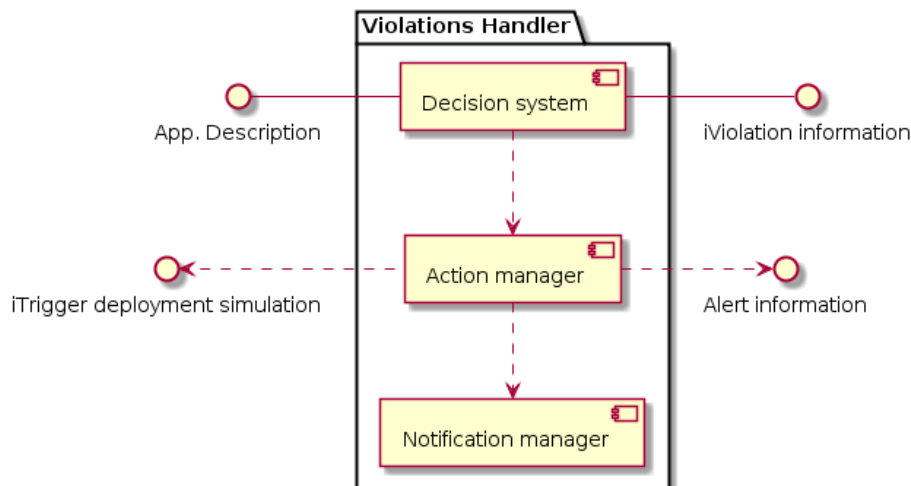 Violations Handler
Decision system
App. Description
iViolation information
Action manager
iTrigger deployment simulation
Alert information
Notification manager